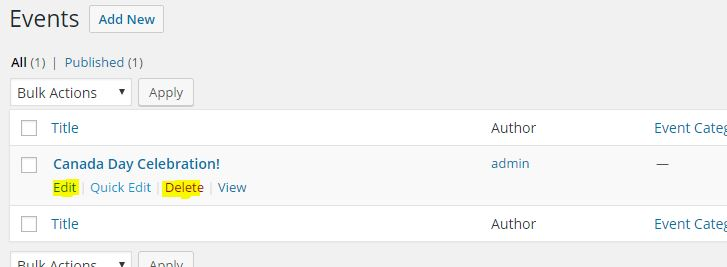 Events Add New
All (1) | Published (1)
Bulk Actions Apply
Title Author Event Categ
Canada Day Celebration! admin —
Edit | Quick Edit | Delete | View
Title Author Event Categ
Bulk Actions Apply